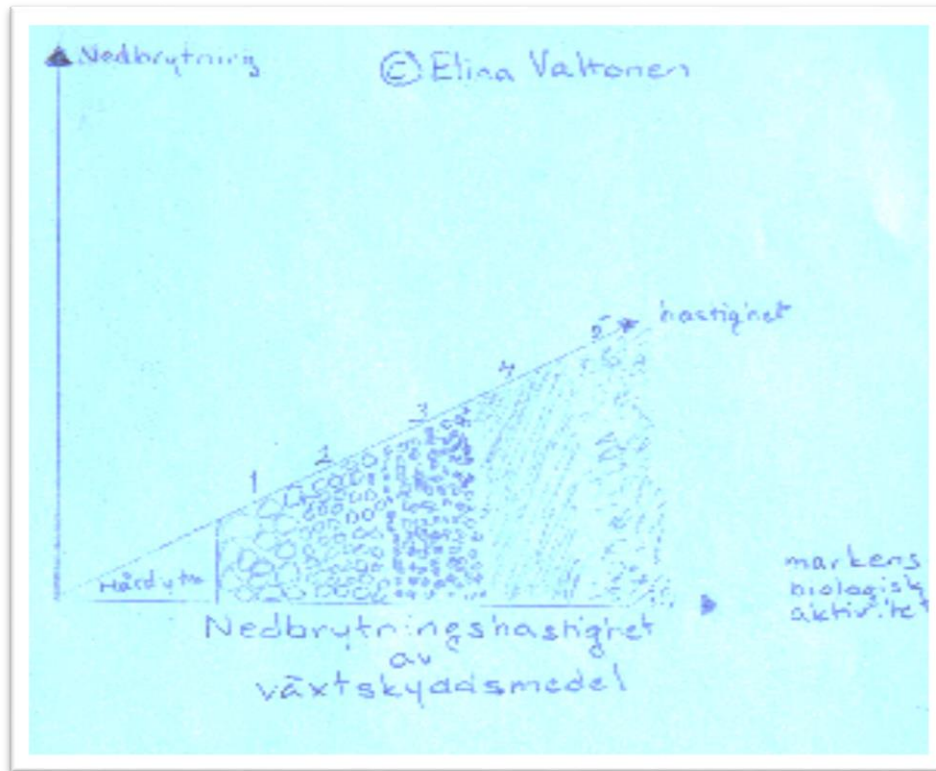 Nedbrytning
© Elina Valtonen
hastighet
5
4
3
2
1
Hårdyta
markens
biologisk
aktivitet
Nedbrytningshastighet
av
växtskyddsmedel